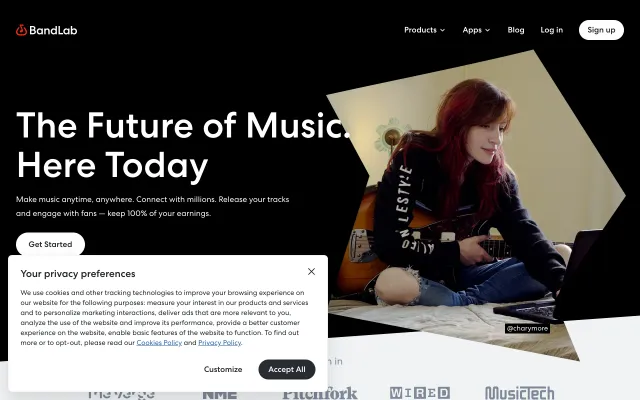 BandLab
Products Apps Blog Log in Sign up
The Future of Music.
Here Today
Make music anytime, anywhere. Connect with millions. Release your tracks
and engage with fans — keep 100% of your earnings.
Get Started
Your privacy preferences
We use cookies and other tracking technologies to improve your browsing experience on
our website for the following purposes: measure your interest in our products and services
and to personalize marketing interactions, deliver ads that are more relevant to you,
analyze the use of the website and improve its performance, provide a better customer
experience on the website, enable basic features of the website to function. To find out
more or to opt-out, please read our Cookies Policy and Privacy Policy.
Customize Accept All
@charymore
in
NME Pitchfork WIRED MusicTech